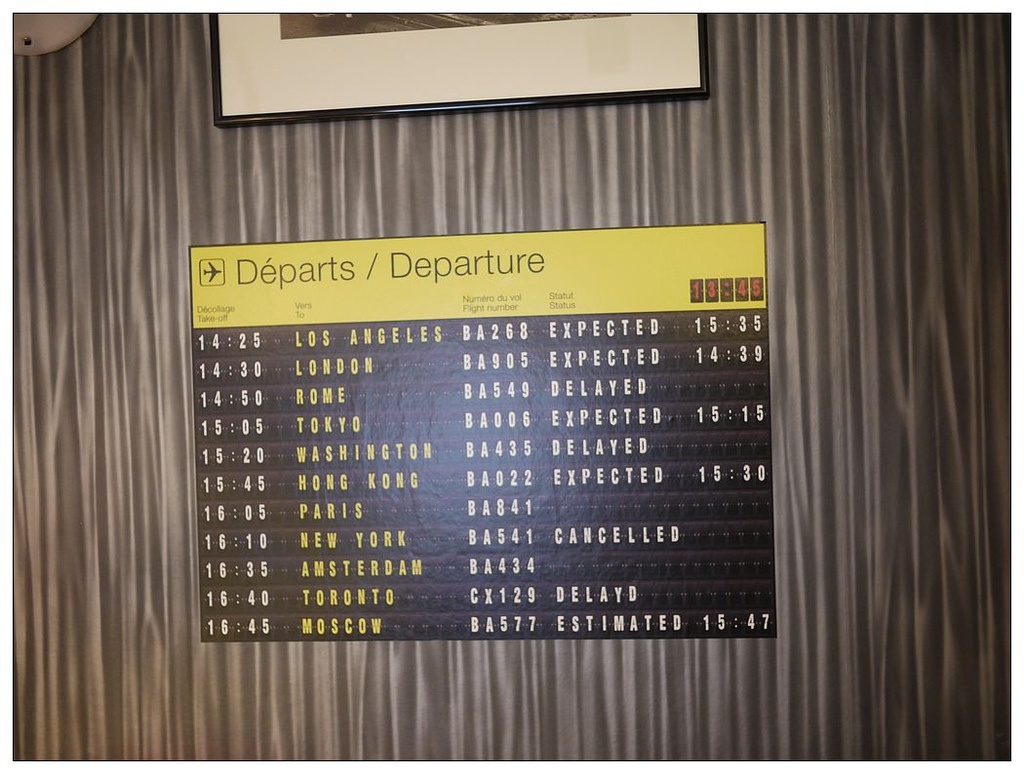 Départs / Departure
13:45
Décollage Vers Numéro du vol Statut
Take-off To Flight number Status
14:25 LOS ANGELES BA268 EXPECTED 15:35
14:30 LONDON BA905 EXPECTED 14:39
14:50 ROME BA549 DELAYED
15:05 TOKYO BA006 EXPECTED 15:15
15:20 WASHINGTON BA435 DELAYED
15:45 HONG KONG BA022 EXPECTED 15:30
16:05 PARIS BA841
16:10 NEW YORK BA541 CANCELLED
16:35 AMSTERDAM BA434
16:40 TORONTO CX129 DELAYD
16:45 MOSCOW BA577 ESTIMATED 15:47